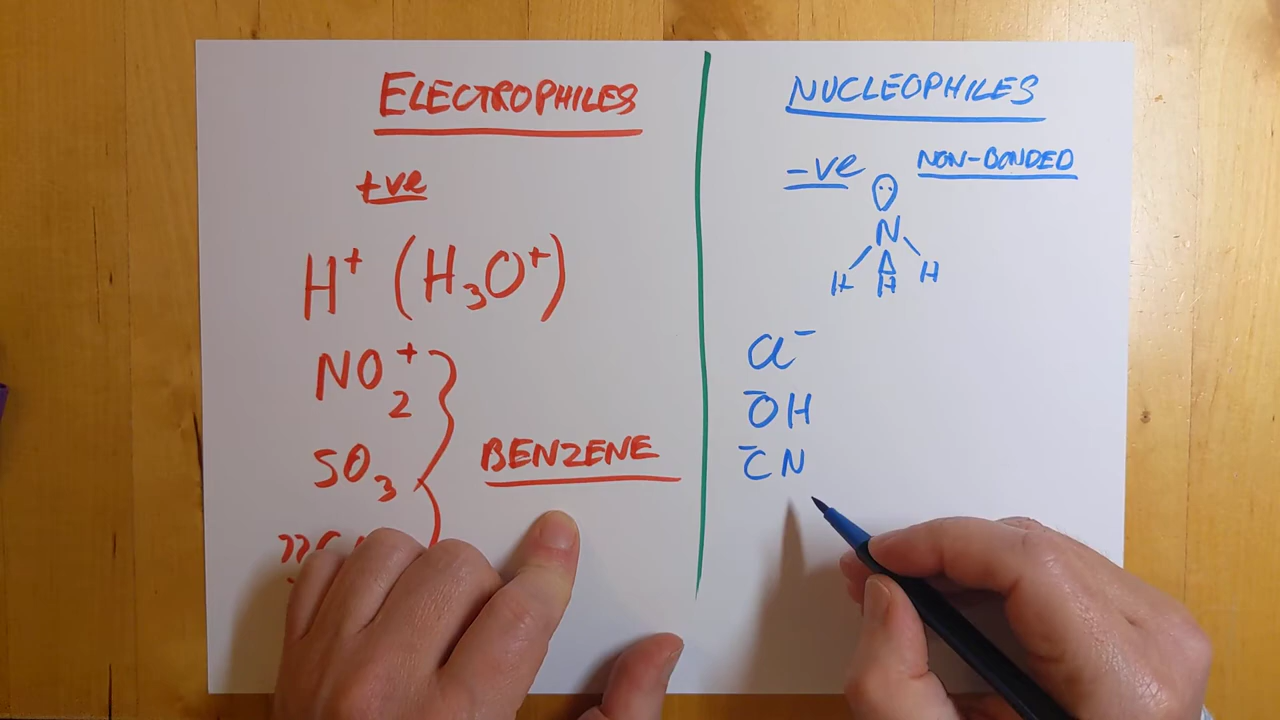 ELECTROPHILES
+ve
H⁺ (H₃O⁺)
NO₂⁺
SO₃
BENZENE
NUCLEOPHILES
-ve NON-BONDED
N
H H H
Cl⁻
⁻OH
⁻CN